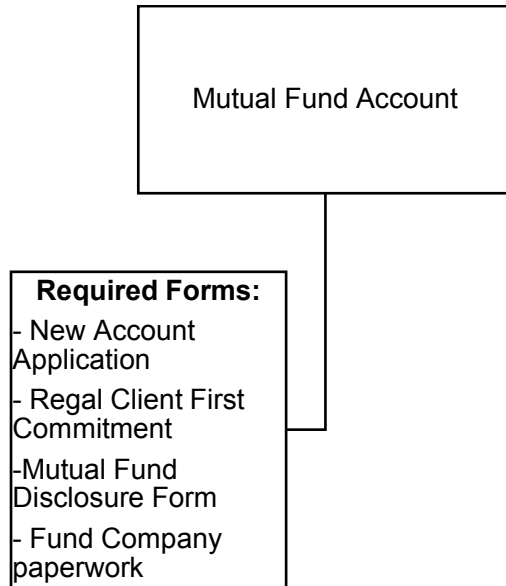 Mutual Fund Account
Required Forms:
- New Account
Application
- Regal Client First
Commitment
-Mutual Fund
Disclosure Form
- Fund Company
paperwork